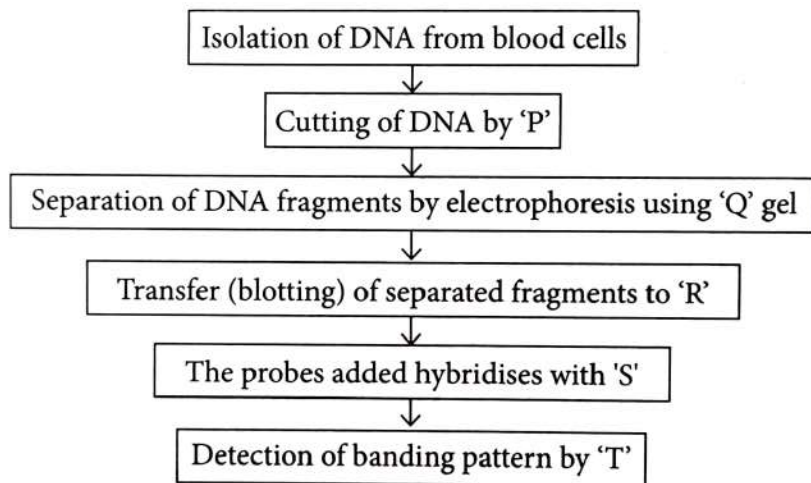 Isolation of DNA from blood cells
Cutting of DNA by ‘P’
Separation of DNA fragments by electrophoresis using ‘Q’ gel
Transfer (blotting) of separated fragments to ‘R’
The probes added hybridises with 'S'
Detection of banding pattern by ‘T’